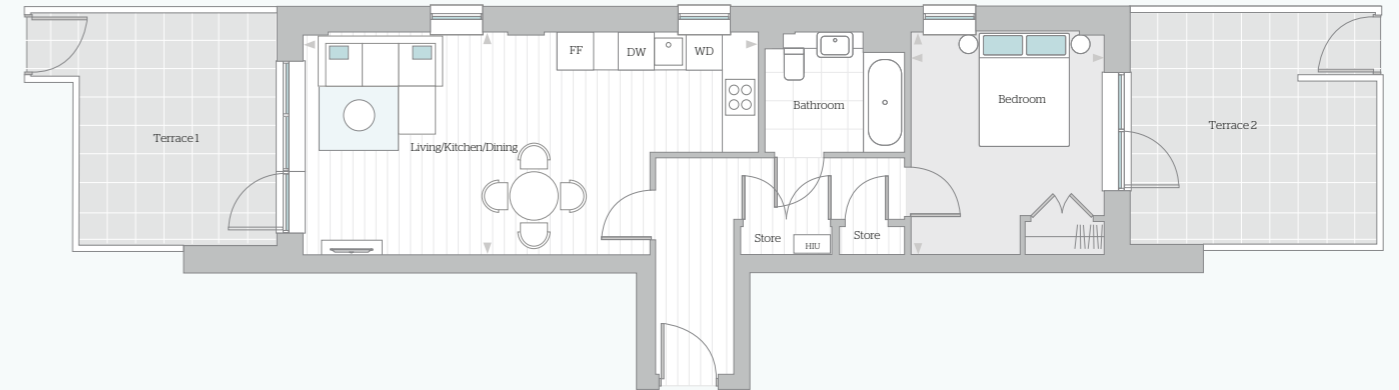 FF
DW
WD
Bathroom
Bedroom
Terrace 1
Living/Kitchen/Dining
Terrace 2
Store
HIU
Store